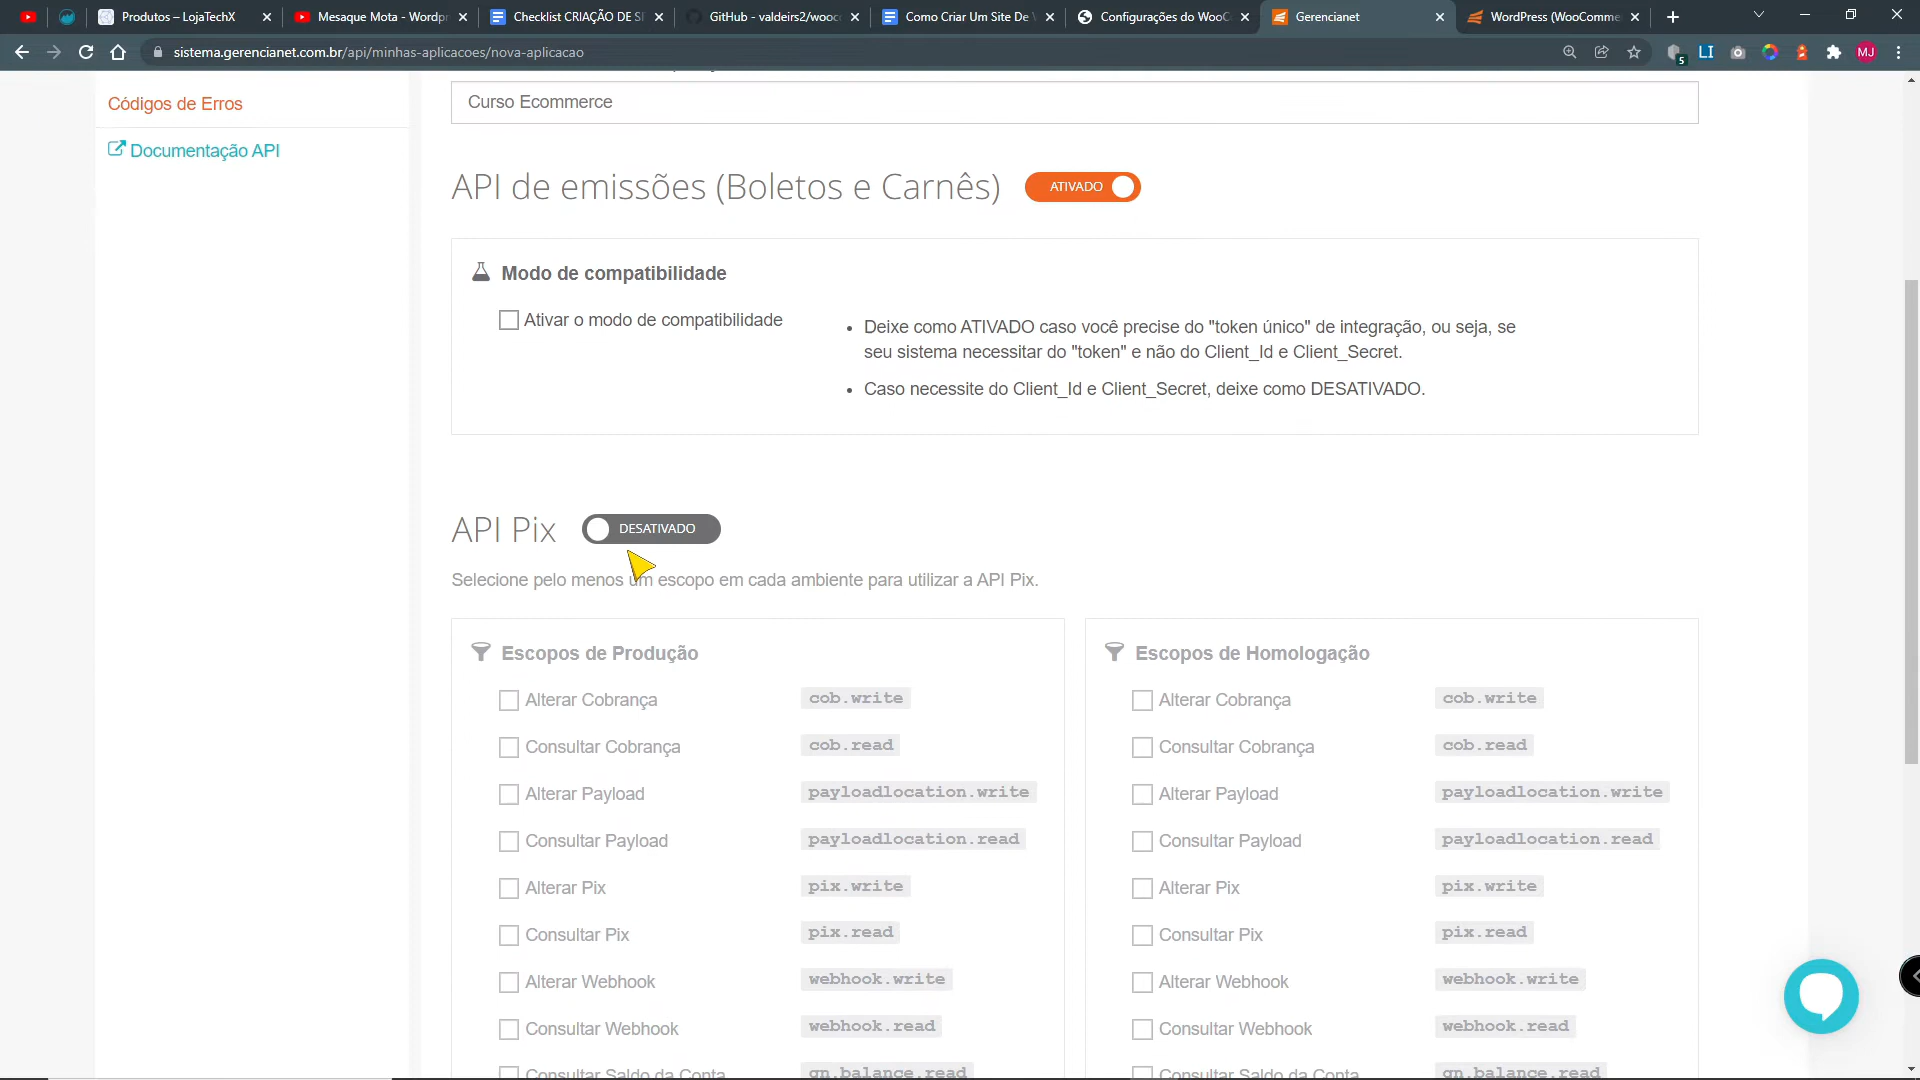 Produtos – LojaTechX
Mesaque Mota - Wordpr
Checklist CRIAÇÃO DE SI
GitHub - valdeirs2/wooc
Como Criar Um Site De V
Configurações do WooC
Gerencianet
WordPress (WooComme
sistema.gerencianet.com.br/api/minhas-aplicacoes/nova-aplicacao
5
LI
MJ
Códigos de Erros
Documentação API
Curso Ecommerce
API de emissões (Boletos e Carnês)
ATIVADO
Modo de compatibilidade
Ativar o modo de compatibilidade
• Deixe como ATIVADO caso você precise do "token único" de integração, ou seja, se
seu sistema necessitar do "token" e não do Client_Id e Client_Secret.
• Caso necessite do Client_Id e Client_Secret, deixe como DESATIVADO.
API Pix
DESATIVADO
Selecione pelo menos um escopo em cada ambiente para utilizar a API Pix.
Escopos de Produção
Alterar Cobrança cob.write
Consultar Cobrança cob.read
Alterar Payload payloadlocation.write
Consultar Payload payloadlocation.read
Alterar Pix pix.write
Consultar Pix pix.read
Alterar Webhook webhook.write
Consultar Webhook webhook.read
Consultar Saldo da Conta gn.balance.read
Escopos de Homologação
Alterar Cobrança cob.write
Consultar Cobrança cob.read
Alterar Payload payloadlocation.write
Consultar Payload payloadlocation.read
Alterar Pix pix.write
Consultar Pix pix.read
Alterar Webhook webhook.write
Consultar Webhook webhook.read
Consultar Saldo da Conta gn.balance.read